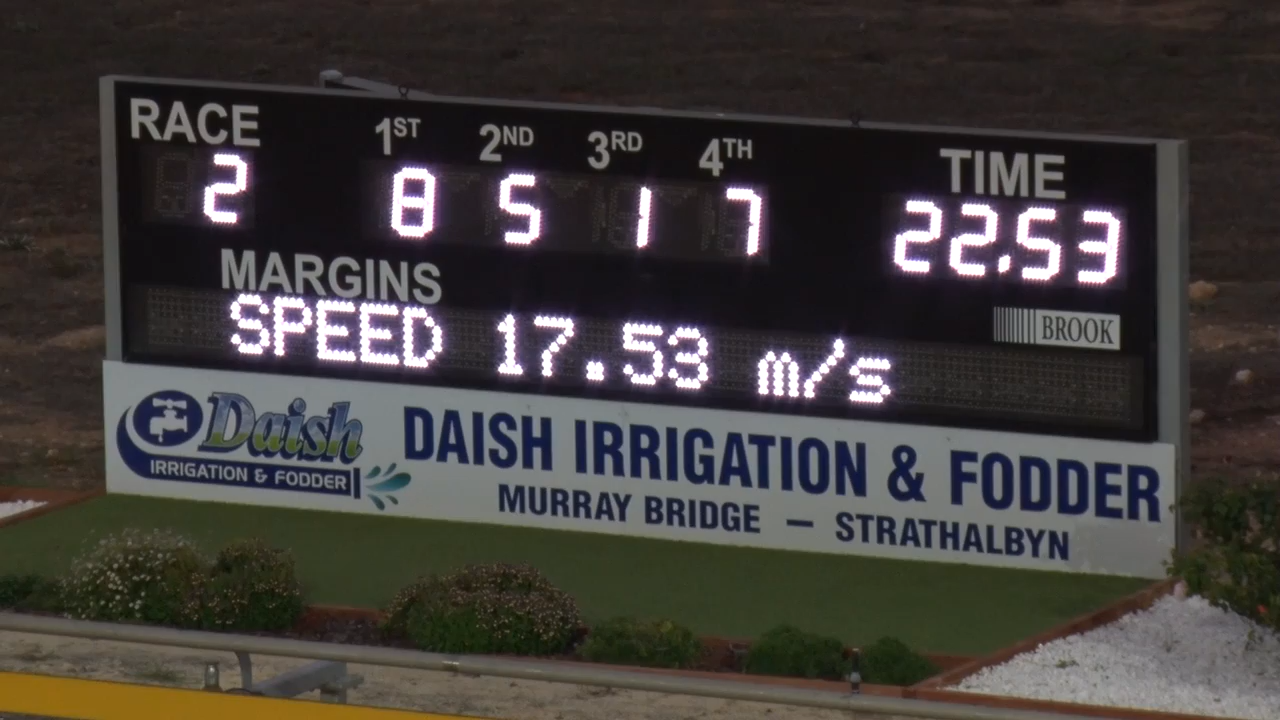 RACE 1ST 2ND 3RD 4TH TIME
2 8 5 1 7 22.53
MARGINS
SPEED 17.53 m/s
BROOK
Daish
IRRIGATION & FODDER
DAISH IRRIGATION & FODDER
MURRAY BRIDGE – STRATHALBYN